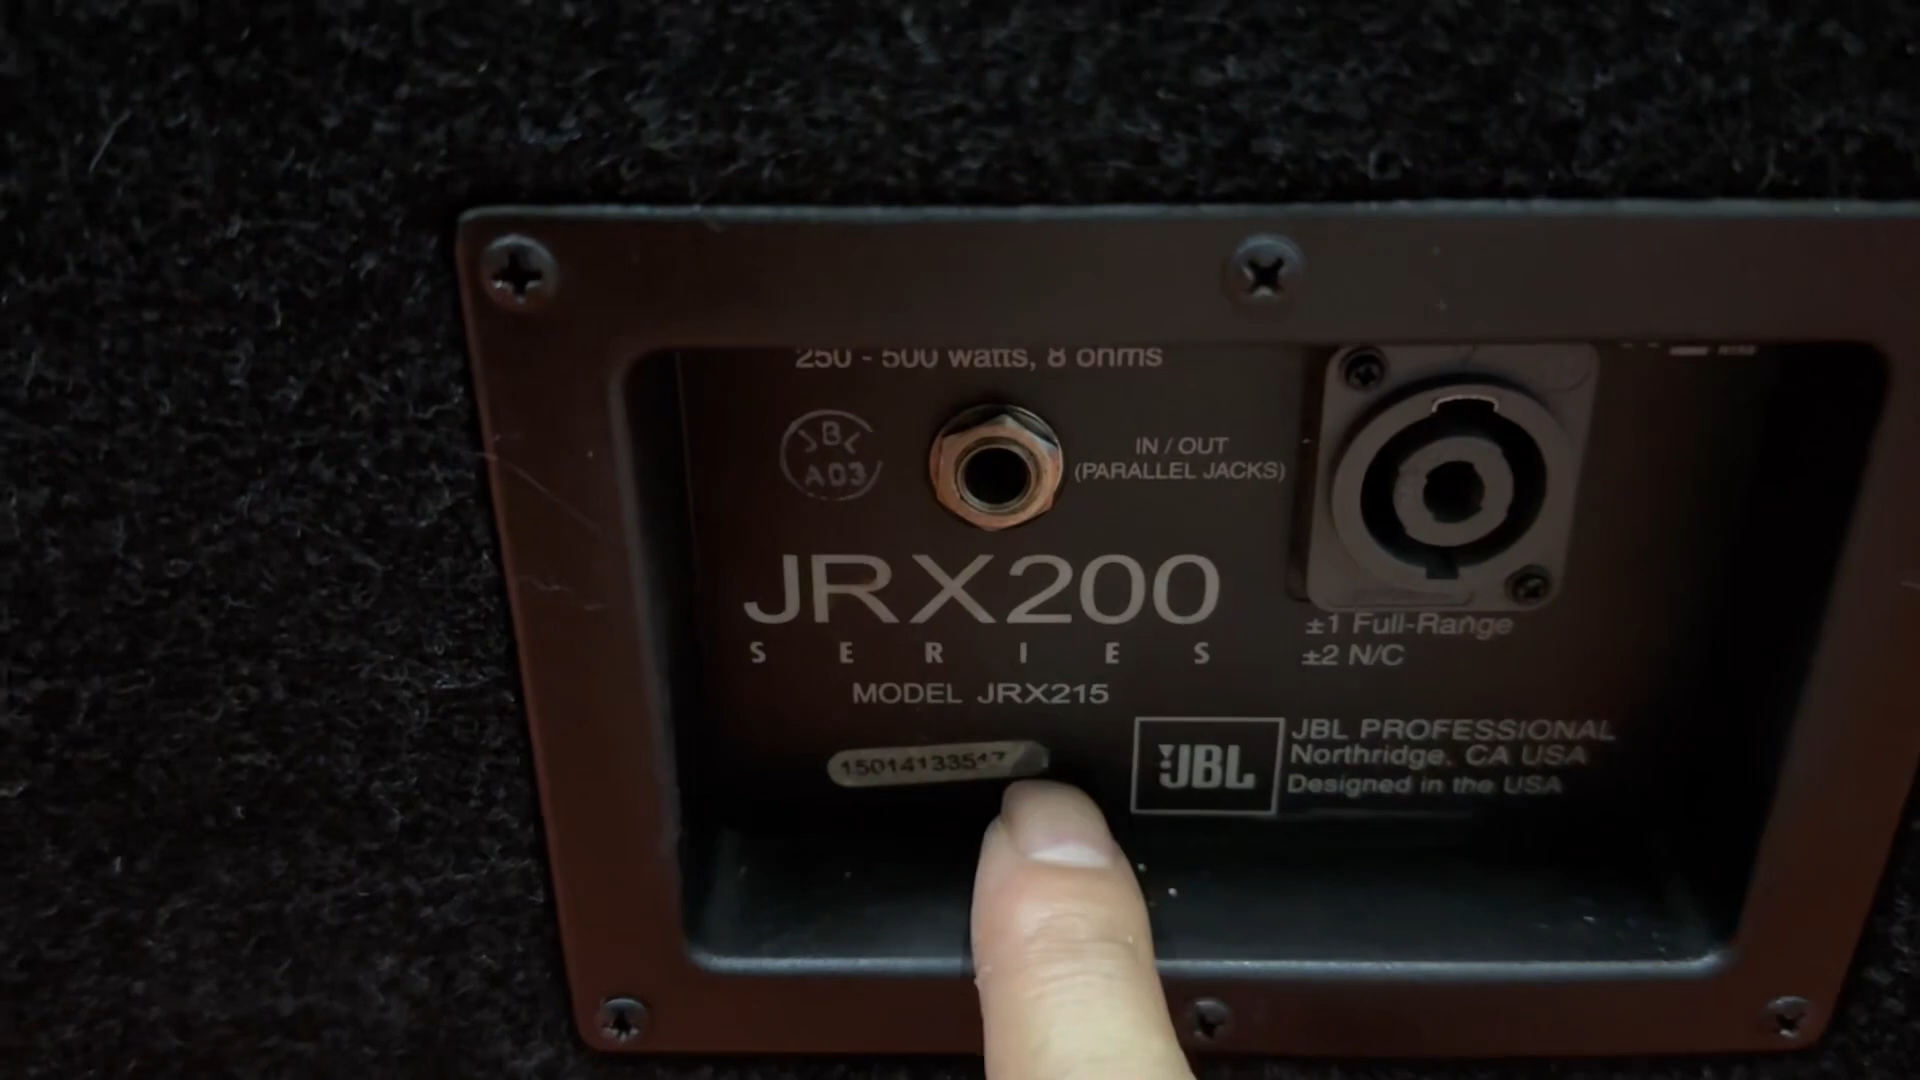 250 - 500 watts, 8 ohms
JBL
A03
IN / OUT
(PARALLEL JACKS)
JRX200
SERIES
MODEL JRX215
±1 Full-Range
±2 N/C
JBL
JBL PROFESSIONAL
Northridge, CA USA
Designed in the USA